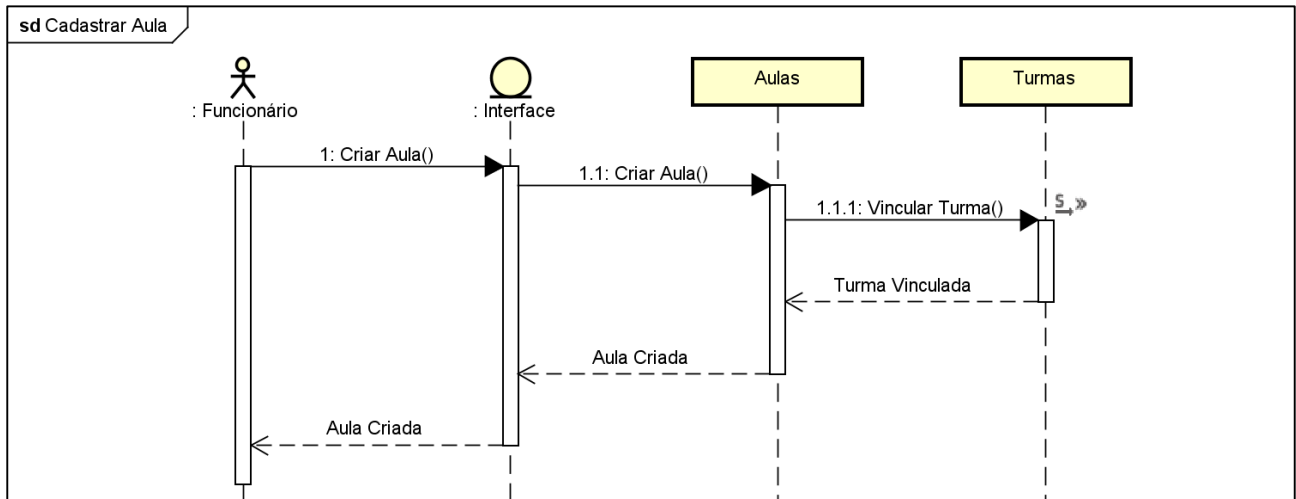 sd Cadastrar Aula
: Funcionário
: Interface
Aulas
Turmas
1: Criar Aula()
1.1: Criar Aula()
1.1.1: Vincular Turma()
S
Turma Vinculada
Aula Criada
Aula Criada